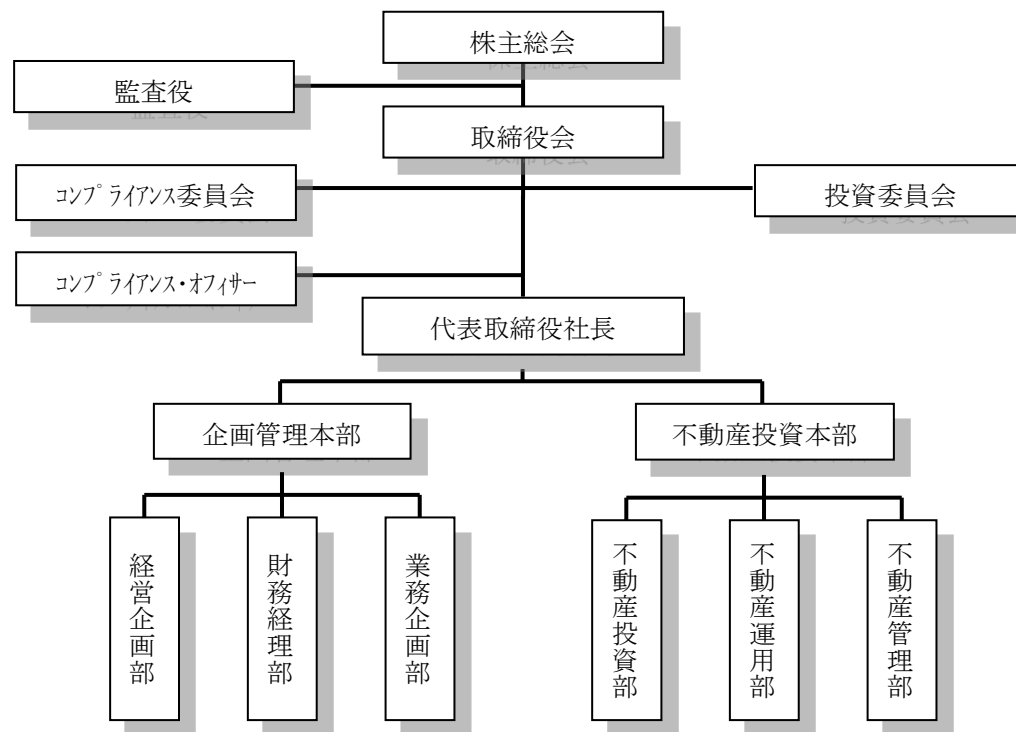 株主総会
監査役
取締役会
ｺﾝﾌﾟﾗｲｱﾝｽ委員会
投資委員会
ｺﾝﾌﾟﾗｲｱﾝｽ・ｵﾌｨｻｰ
代表取締役社長
企画管理本部
不動産投資本部
経営企画部
財務経理部
業務企画部
不動産投資部
不動産運用部
不動産管理部